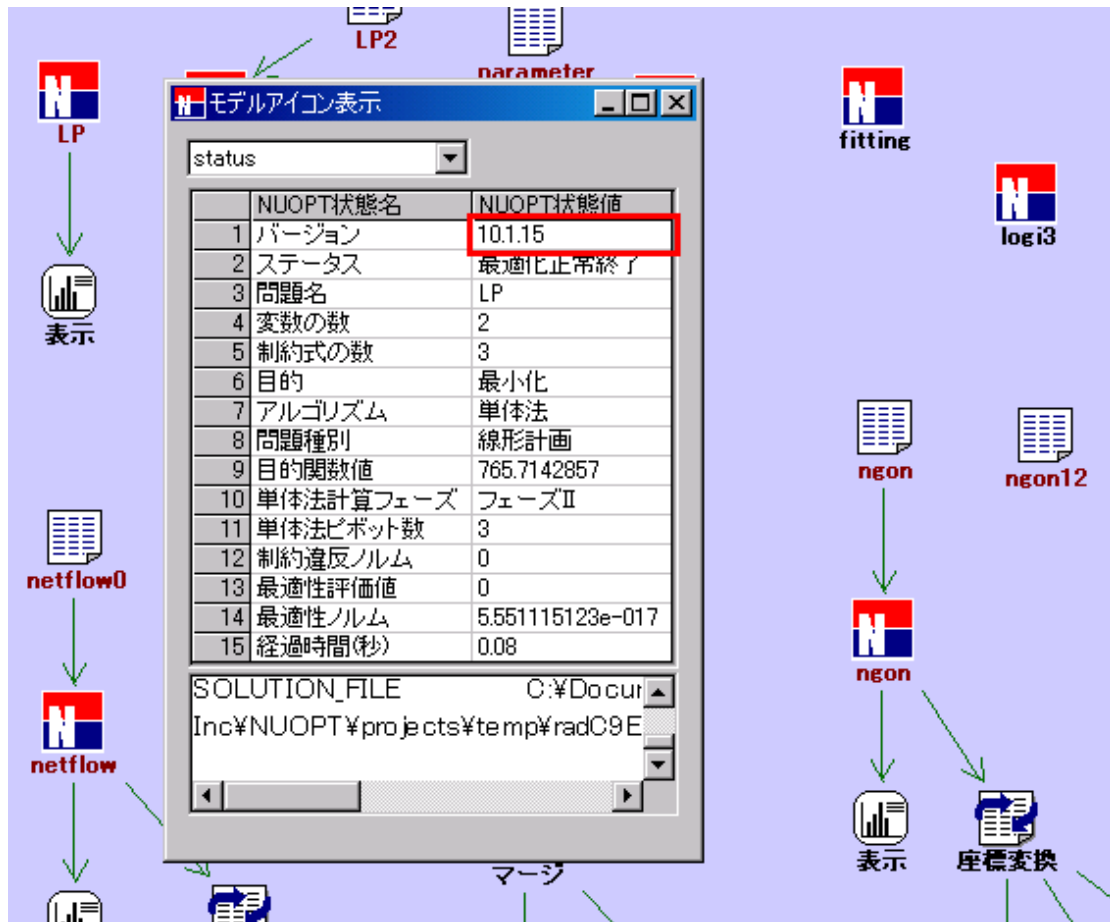 LP2
parameter
LP
モデルアイコン表示
fitting
status
logi3
NUOPT状態名 NUOPT状態値
1 バージョン 10.1.15
2 ステータス 最適化正常終了
3 問題名 LP
4 変数の数 2
5 制約式の数 3
6 目的 最小化
7 アルゴリズム 単体法
8 問題種別 線形計画
9 目的関数値 765.7142857
10 単体法計算フェーズ フェーズⅡ
11 単体法ピボット数 3
12 制約違反ノルム 0
13 最適性評価値 0
14 最適性ノルム 5.551115123e-017
15 経過時間(秒) 0.08
表示
ngon
ngon12
netflow0
SOLUTION_FILE C:¥Docum
Inc¥NUOPT¥projects¥temp¥radC9E
ngon
netflow
表示
座標変換
マージ